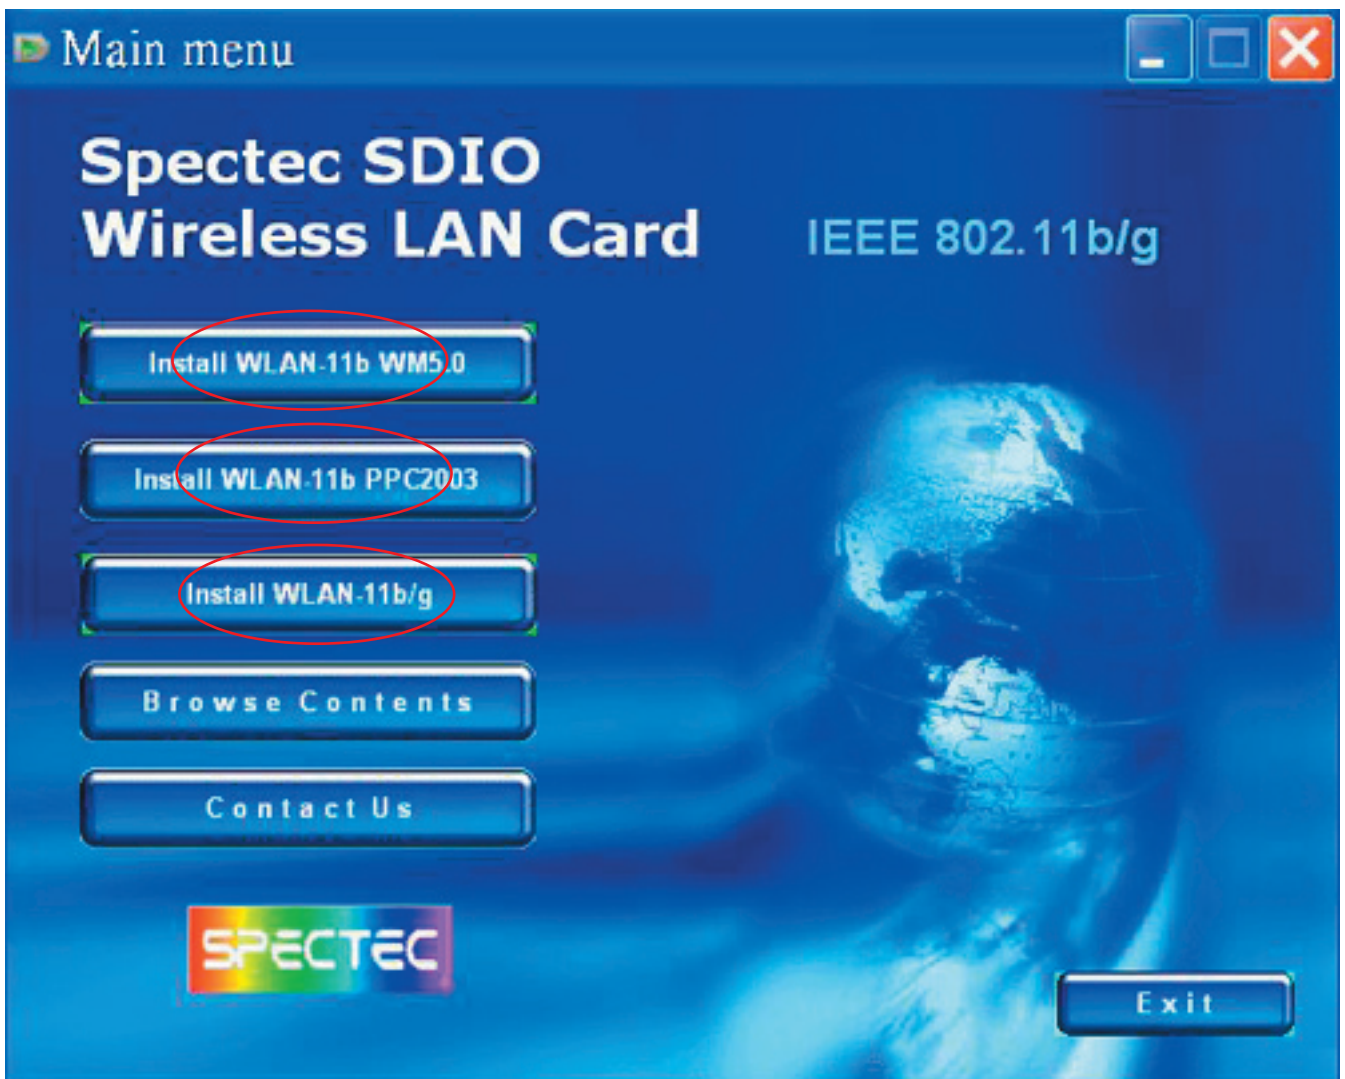 Main menu
Spectec SDIO
Wireless LAN Card
IEEE 802.11b/g
Install WLAN-11b WM5.0
Install WLAN-11b PPC2003
Install WLAN-11b/g
Browse Contents
Contact Us
SPECTEC
Exit